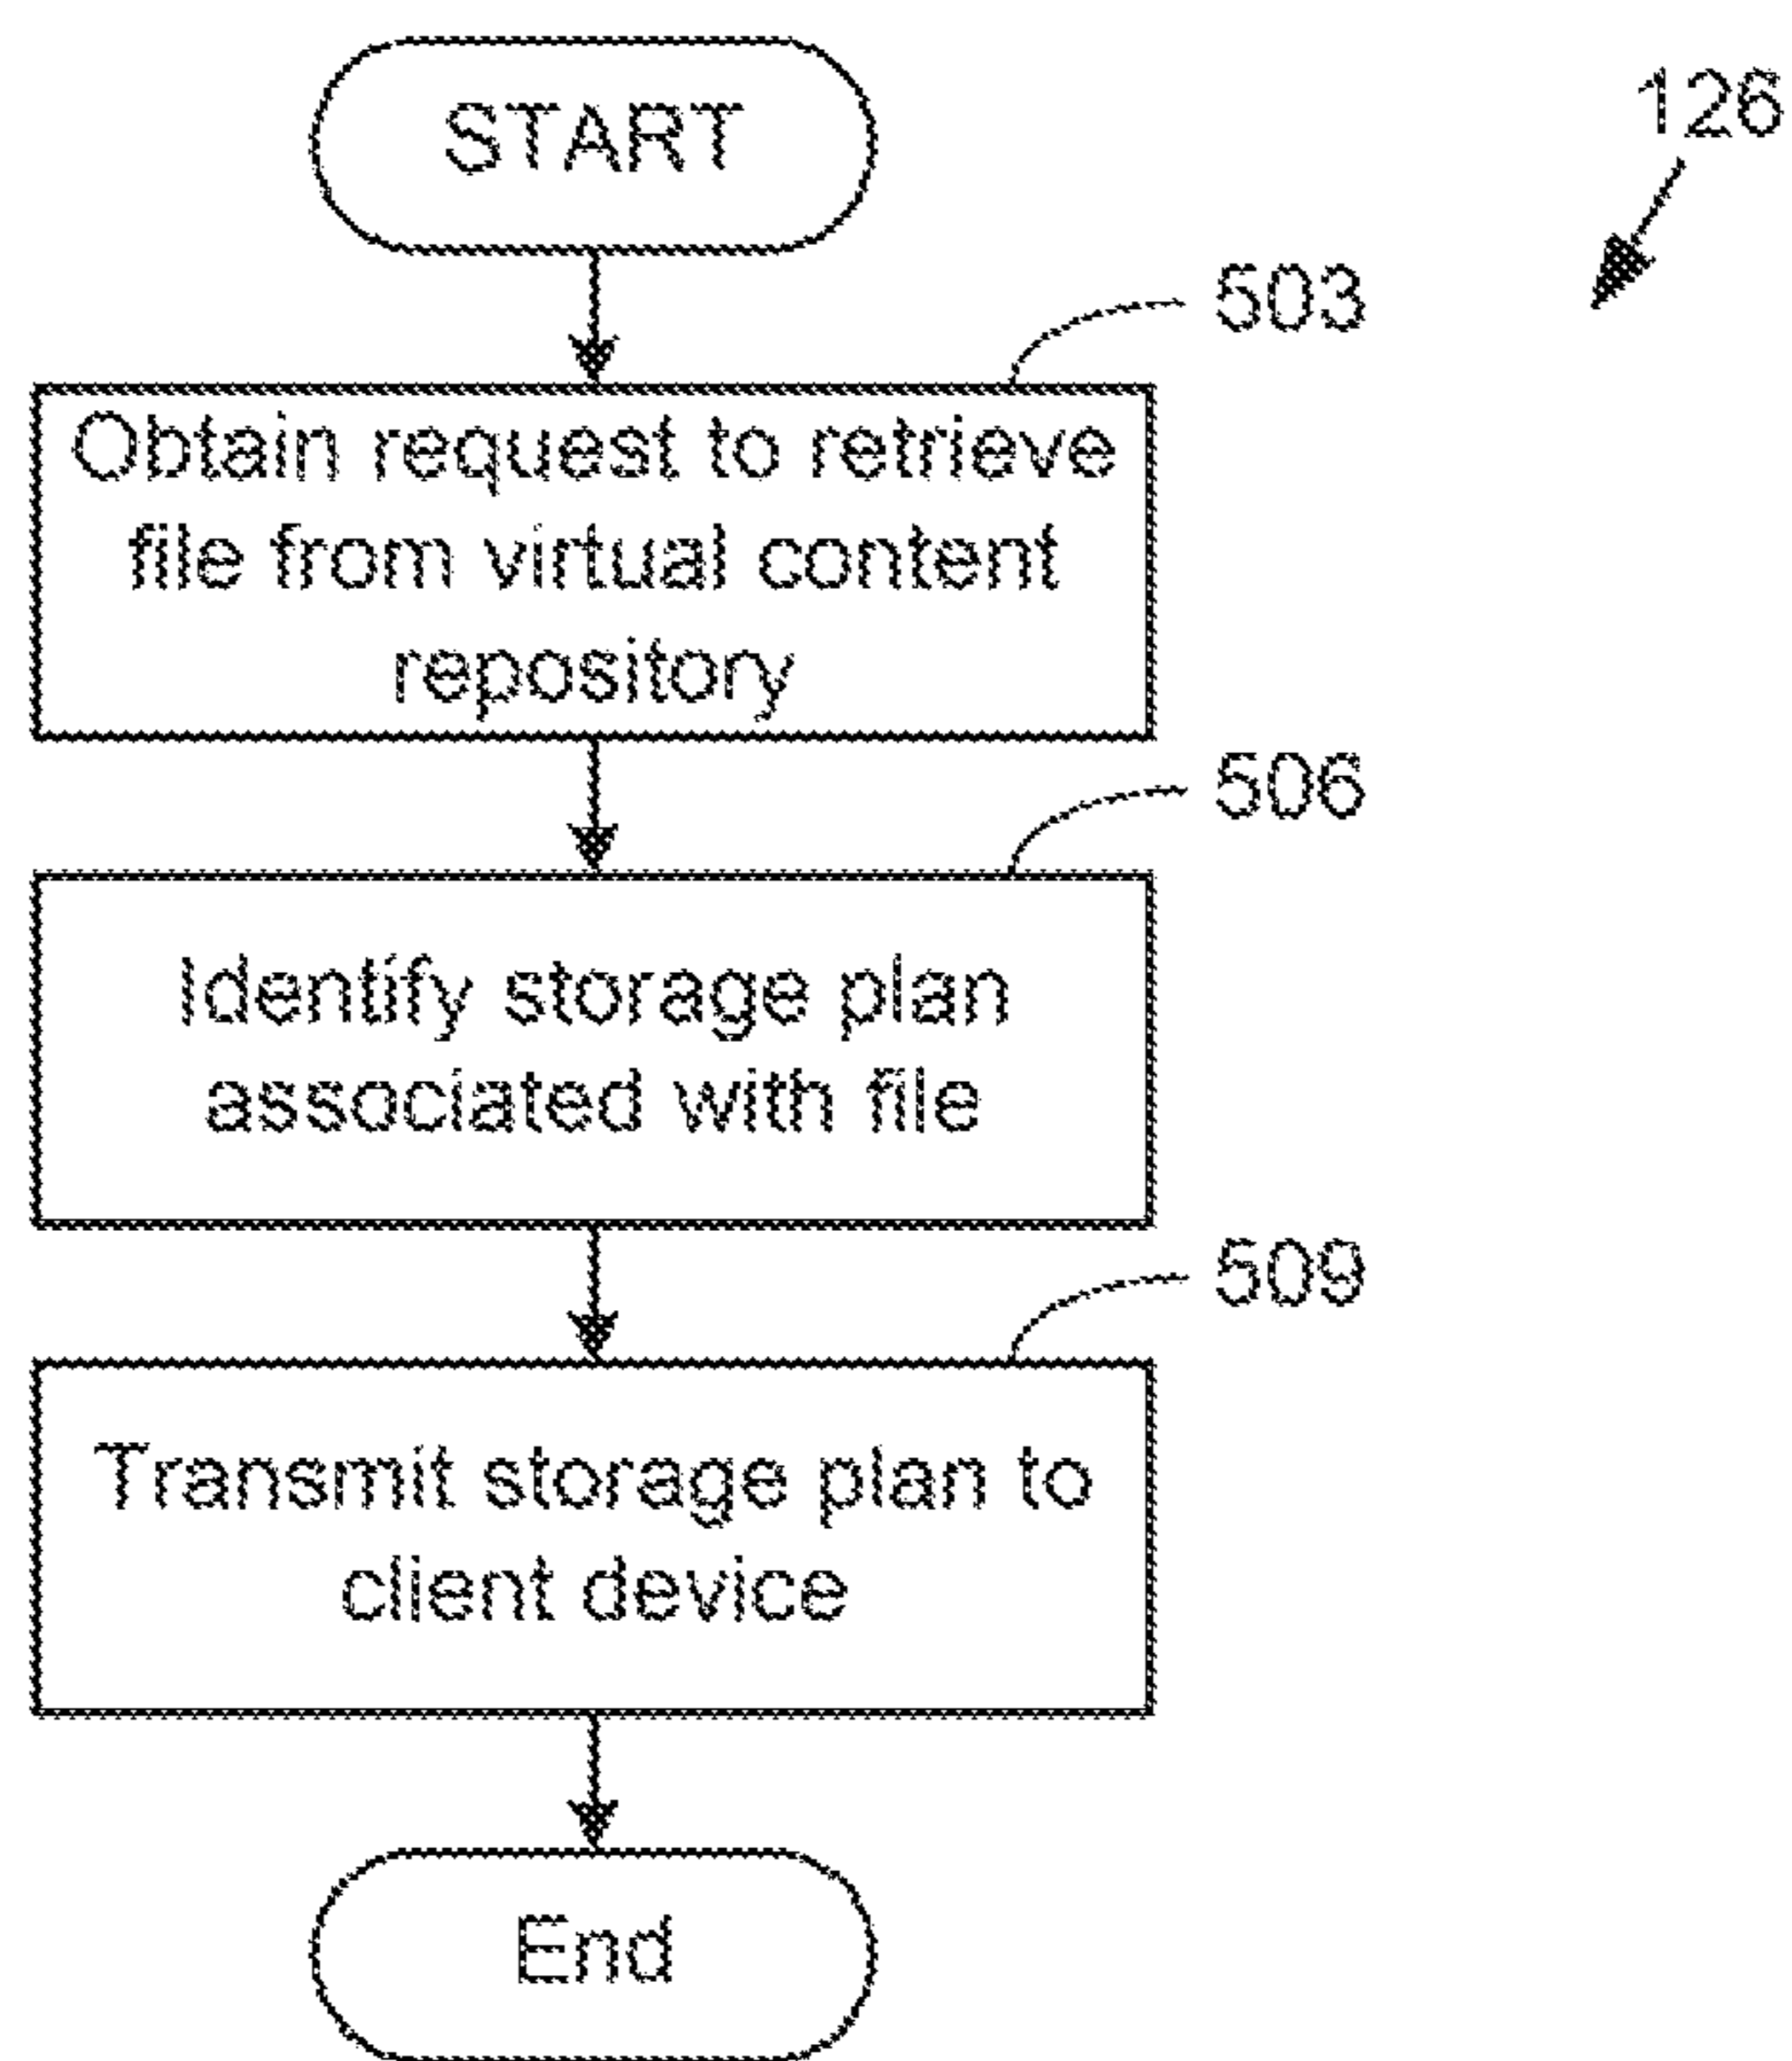 START
126
503
Obtain request to retrieve
file from virtual content
repository
506
Identify storage plan
associated with file
509
Transmit storage plan to
client device
End